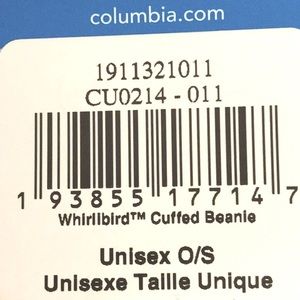 columbia.com
1911321011
CU0214 - 011
1 93855 17714 7
Whirlibird™ Cuffed Beanie
Unisex O/S
Unisexe Taille Unique